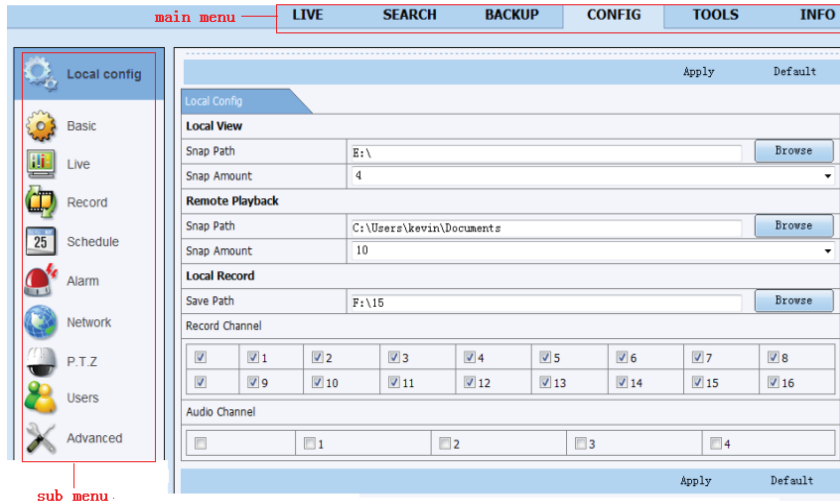 main menu
LIVE SEARCH BACKUP CONFIG TOOLS INFO
Local config
Basic
Live
Record
25
Schedule
Alarm
Network
P.T.Z
Users
Advanced
sub menu
Apply Default
Local Config
Local View
Snap Path E:\ Browse
Snap Amount 4
Remote Playback
Snap Path C:\Users\kevin\Documents Browse
Snap Amount 10
Local Record
Save Path F:\15 Browse
Record Channel
1 2 3 4 5 6 7 8
9 10 11 12 13 14 15 16
Audio Channel
1 2 3 4
Apply Default